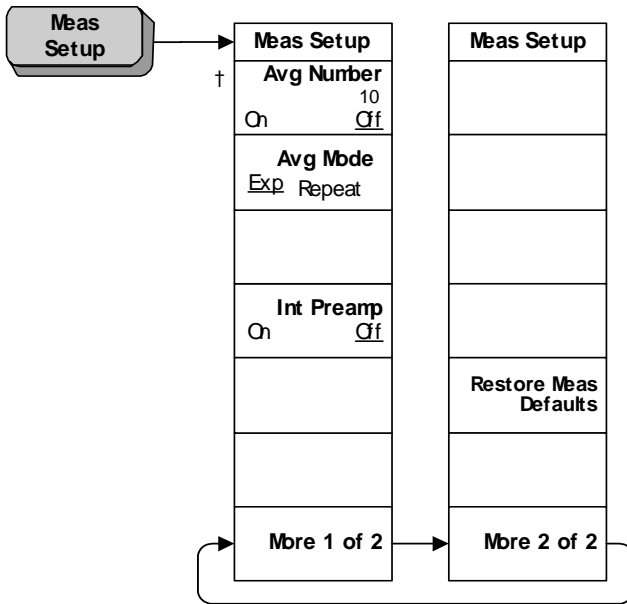 Meas
Setup
Meas Setup
†
Avg Number
10
On Off
Avg Mode
Exp Repeat
Int Preamp
On Off
More 1 of 2
Meas Setup
Restore Meas
Defaults
More 2 of 2